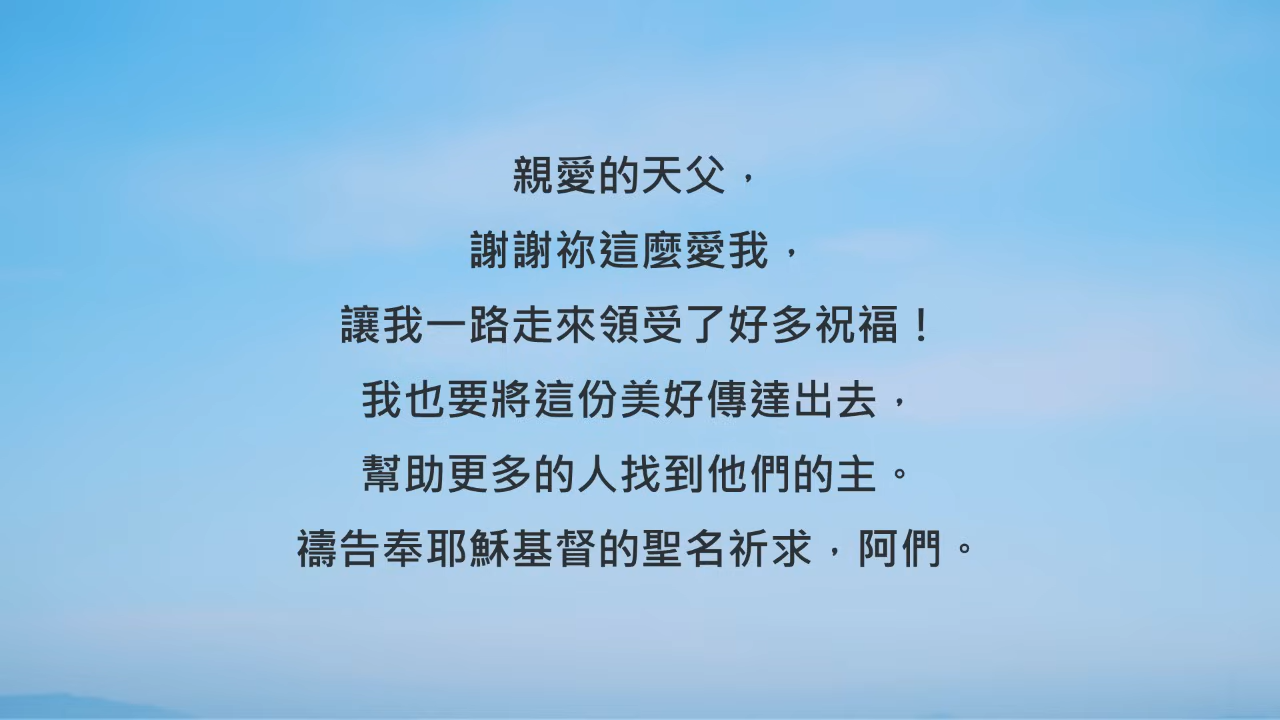 親愛的天父，
謝謝祢這麼愛我，
讓我一路走來領受了好多祝福！
我也要將這份美好傳達出去，
幫助更多的人找到他們的主。
禱告奉耶穌基督的聖名祈求，阿們。